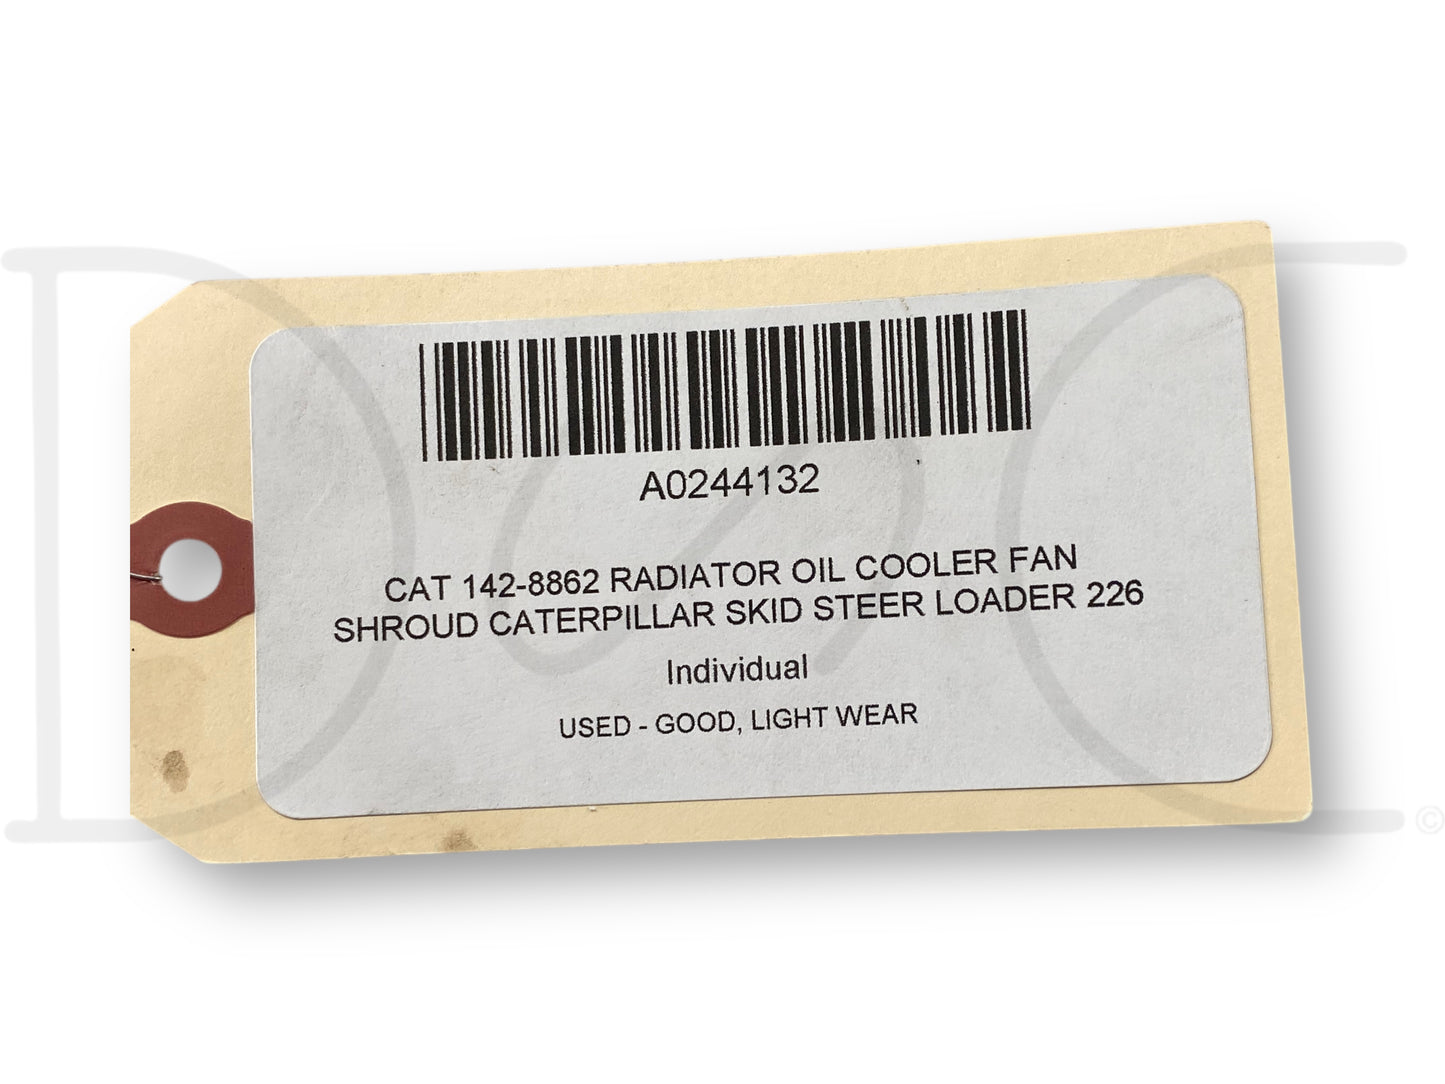 A0244132
CAT 142-8862 RADIATOR OIL COOLER FAN
SHROUD CATERPILLAR SKID STEER LOADER 226
Individual
USED - GOOD, LIGHT WEAR
D&C ©